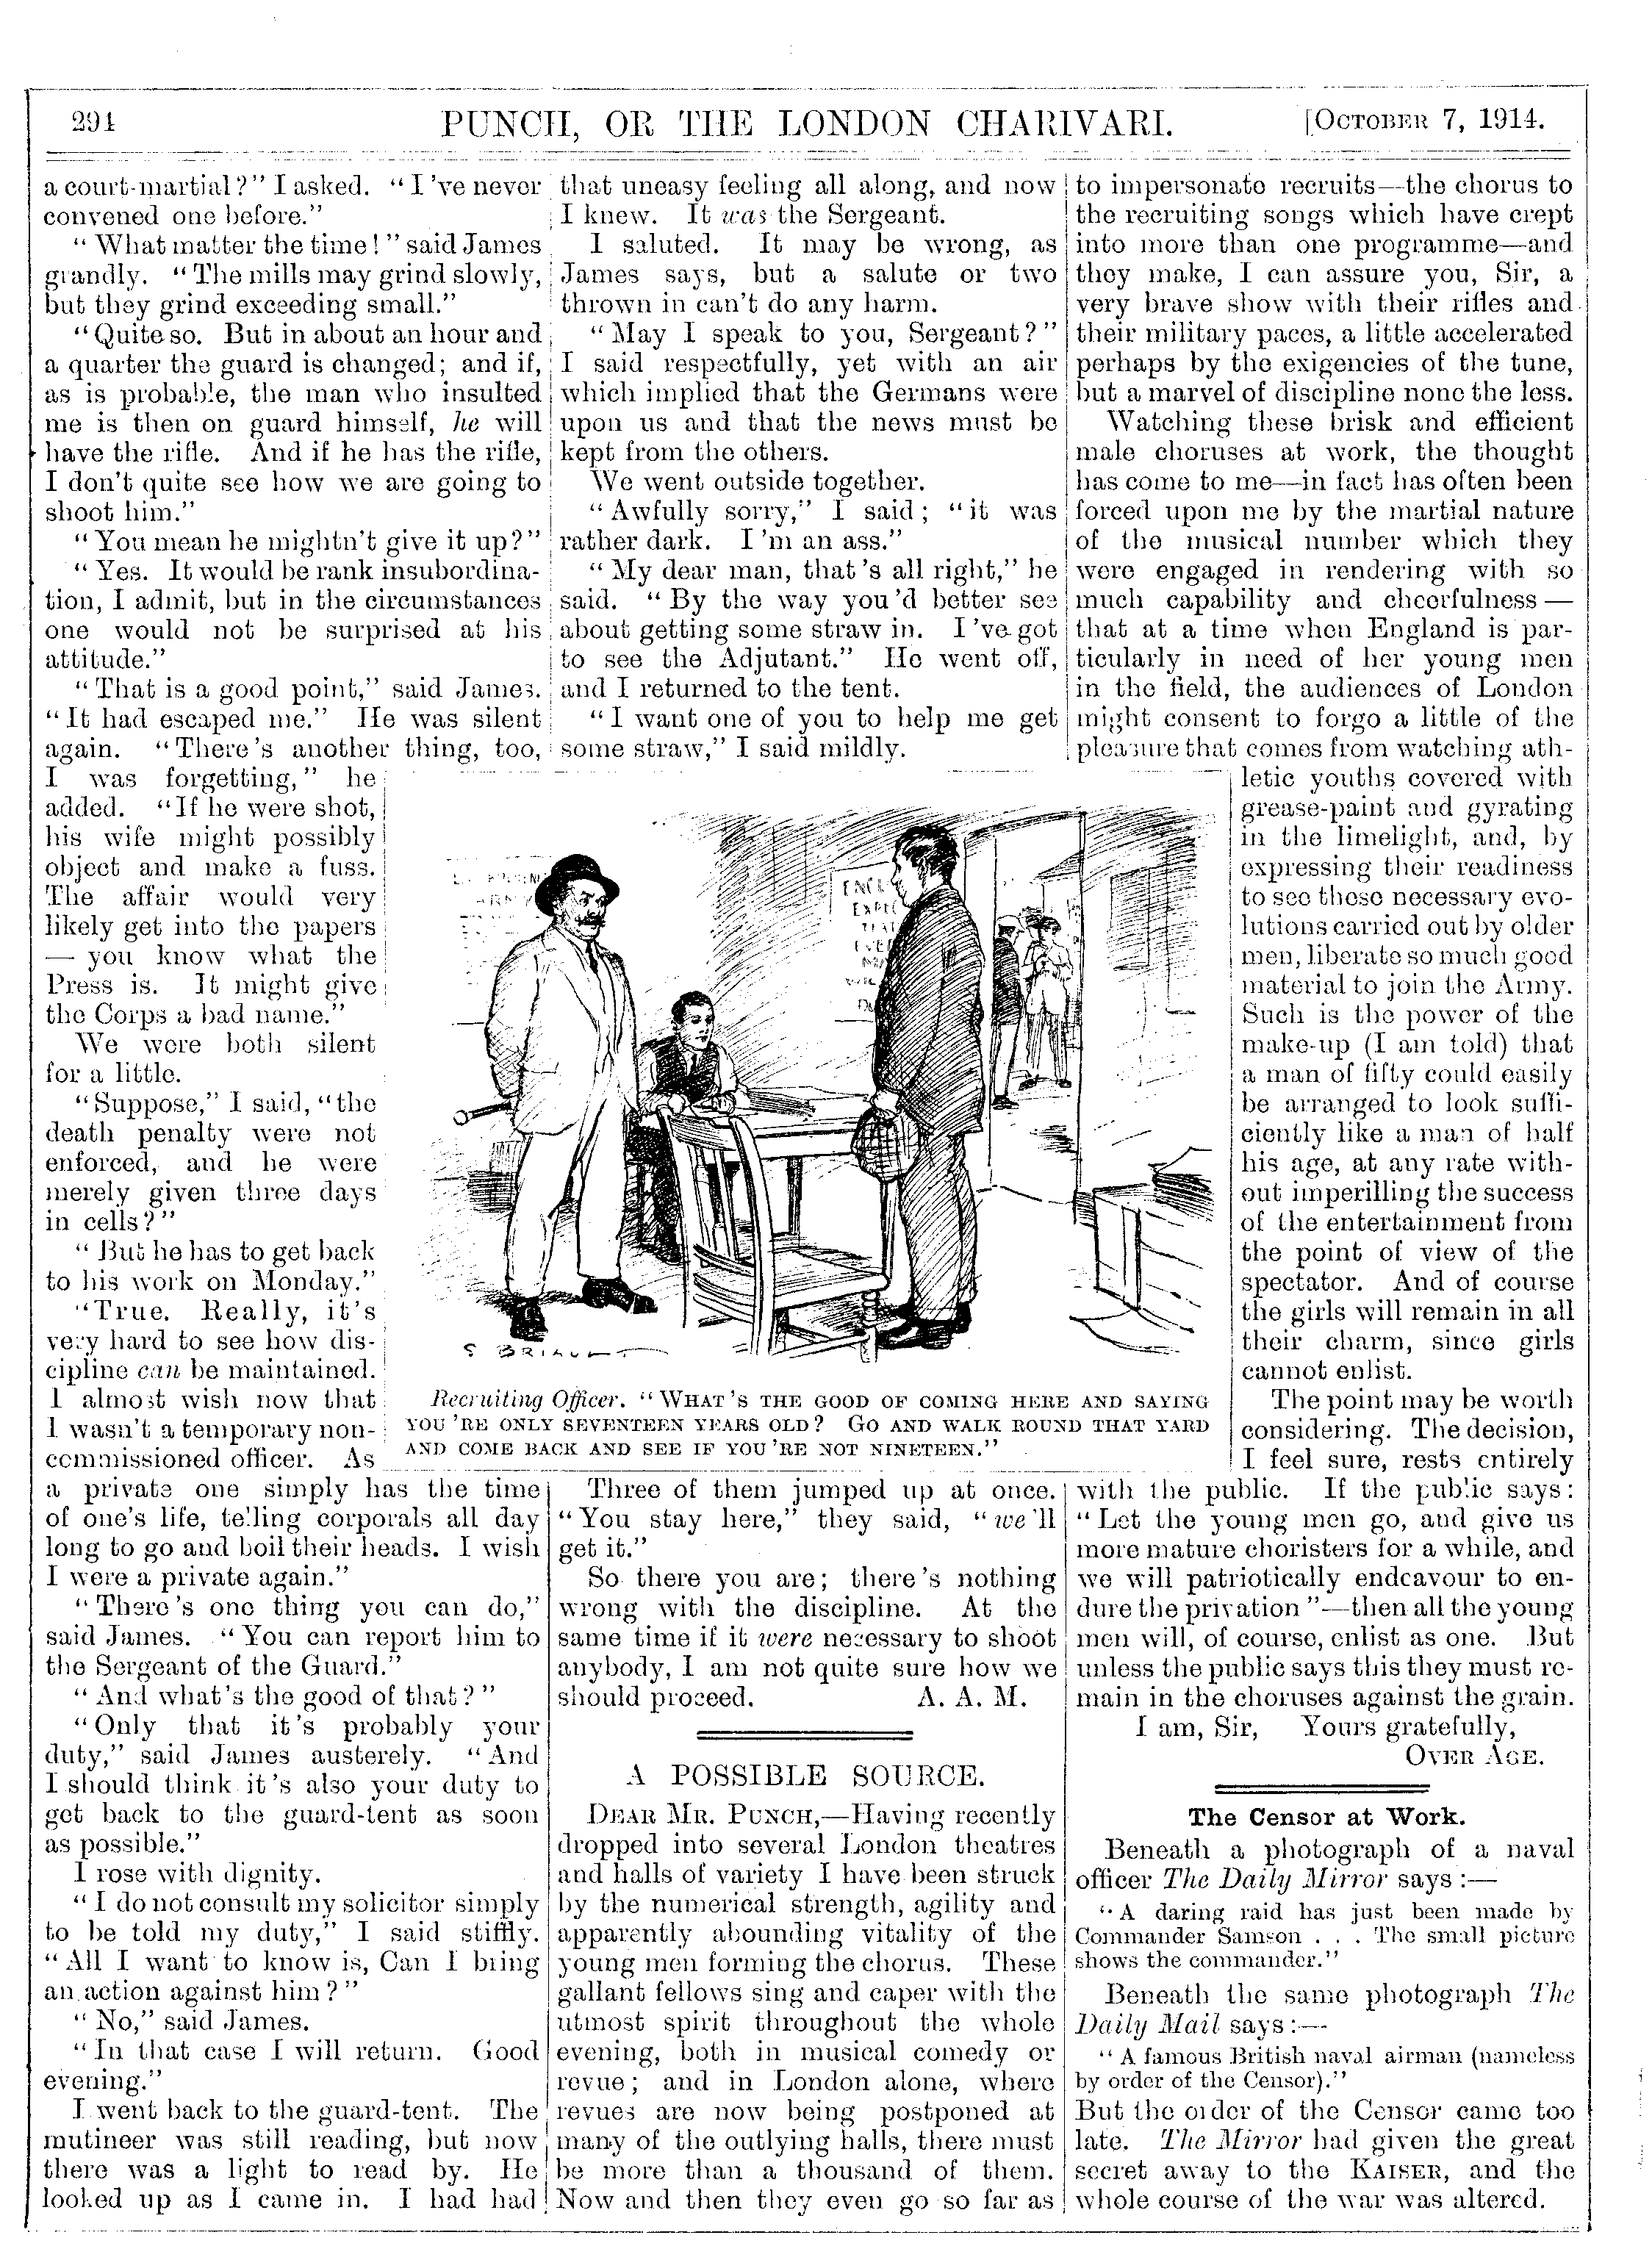 294
PUNCH, OR THE LONDON CHARIVARI.
[OCTOBER 7, 1914.
a court-martial?" I asked. "I've never
convened one before."
"What matter the time!" said James
grandly. "The mills may grind slowly,
but they grind exceeding small."
"Quite so. But in about an hour and
a quarter the guard is changed; and if,
as is probable, the man who insulted
me is then on guard himself, he will
have the rifle. And if he has the rifle,
I don't quite see how we are going to
shoot him."
"You mean he mightn't give it up?"
"Yes. It would be rank insubordina-
tion, I admit, but in the circumstances
one would not be surprised at his
attitude."
"That is a good point," said James.
"It had escaped me." He was silent
again. "There's another thing, too,
I was forgetting," he
added. "If he were shot,
his wife might possibly
object and make a fuss.
The affair would very
likely get into the papers
— you know what the
Press is. It might give
the Corps a bad name."
We were both silent
for a little.
"Suppose," I said, "the
death penalty were not
enforced, and he were
merely given three days
in cells?"
"But he has to get back
to his work on Monday."
"True. Really, it's
very hard to see how dis-
cipline can be maintained.
I almost wish now that
I wasn't a temporary non-
commissioned officer. As
a private one simply has the time
of one's life, telling corporals all day
long to go and boil their heads. I wish
I were a private again."
"There's one thing you can do,"
said James. "You can report him to
the Sergeant of the Guard."
"And what's the good of that?"
"Only that it's probably your
duty," said James austerely. "And
I should think it's also your duty to
get back to the guard-tent as soon
as possible."
I rose with dignity.
"I do not consult my solicitor simply
to be told my duty," I said stiffly.
"All I want to know is, Can I bring
an action against him?"
"No," said James.
"In that case I will return. Good
evening."
I went back to the guard-tent. The
mutineer was still reading, but now
there was a light to read by. He
looked up as I came in. I had had
that uneasy feeling all along, and now
I knew. It was the Sergeant.
I saluted. It may be wrong, as
James says, but a salute or two
thrown in can't do any harm.
"May I speak to you, Sergeant?"
I said respectfully, yet with an air
which implied that the Germans were
upon us and that the news must be
kept from the others.
We went outside together.
"Awfully sorry," I said; "it was
rather dark. I'm an ass."
"My dear man, that's all right," he
said. "By the way you'd better see
about getting some straw in. I've got
to see the Adjutant." He went off,
and I returned to the tent.
"I want one of you to help me get
some straw," I said mildly.
S BRIAULT
Recruiting Officer. "WHAT'S THE GOOD OF COMING HERE AND SAYING
YOU'RE ONLY SEVENTEEN YEARS OLD? GO AND WALK ROUND THAT YARD
AND COME BACK AND SEE IF YOU'RE NOT NINETEEN."
Three of them jumped up at once.
"You stay here," they said, "we'll
get it."
So there you are; there's nothing
wrong with the discipline. At the
same time if it were necessary to shoot
anybody, I am not quite sure how we
should proceed. A. A. M.
A POSSIBLE SOURCE.
DEAR MR. PUNCH,—Having recently
dropped into several London theatres
and halls of variety I have been struck
by the numerical strength, agility and
apparently abounding vitality of the
young men forming the chorus. These
gallant fellows sing and caper with the
utmost spirit throughout the whole
evening, both in musical comedy or
revue; and in London alone, where
revues are now being postponed at
many of the outlying halls, there must
be more than a thousand of them.
Now and then they even go so far as
to impersonate recruits—the chorus to
the recruiting songs which have crept
into more than one programme—and
they make, I can assure you, Sir, a
very brave show with their rifles and
their military paces, a little accelerated
perhaps by the exigencies of the tune,
but a marvel of discipline none the less.
Watching these brisk and efficient
male choruses at work, the thought
has come to me—in fact has often been
forced upon me by the martial nature
of the musical number which they
were engaged in rendering with so
much capability and cheerfulness—
that at a time when England is par-
ticularly in need of her young men
in the field, the audiences of London
might consent to forgo a little of the
pleasure that comes from watching ath-
letic youths covered with
grease-paint and gyrating
in the limelight, and, by
expressing their readiness
to see these necessary evo-
lutions carried out by older
men, liberate so much good
material to join the Army.
Such is the power of the
make-up (I am told) that
a man of fifty could easily
be arranged to look suffi-
ciently like a man of half
his age, at any rate with-
out imperilling the success
of the entertainment from
the point of view of the
spectator. And of course
the girls will remain in all
their charm, since girls
cannot enlist.
The point may be worth
considering. The decision,
I feel sure, rests entirely
with the public. If the public says:
"Let the young men go, and give us
more mature choristers for a while, and
we will patriotically endeavour to en-
dure the privation"—then all the young
men will, of course, enlist as one. But
unless the public says this they must re-
main in the choruses against the grain.
I am, Sir, Yours gratefully,
OVER AGE.
The Censor at Work.
Beneath a photograph of a naval
officer The Daily Mirror says:—
"A daring raid has just been made by
Commander Samson . . . The small picture
shows the commander."
Beneath the same photograph The
Daily Mail says:—
"A famous British naval airman (nameless
by order of the Censor)."
But the order of the Censor came too
late. The Mirror had given the great
secret away to the KAISER, and the
whole course of the war was altered.